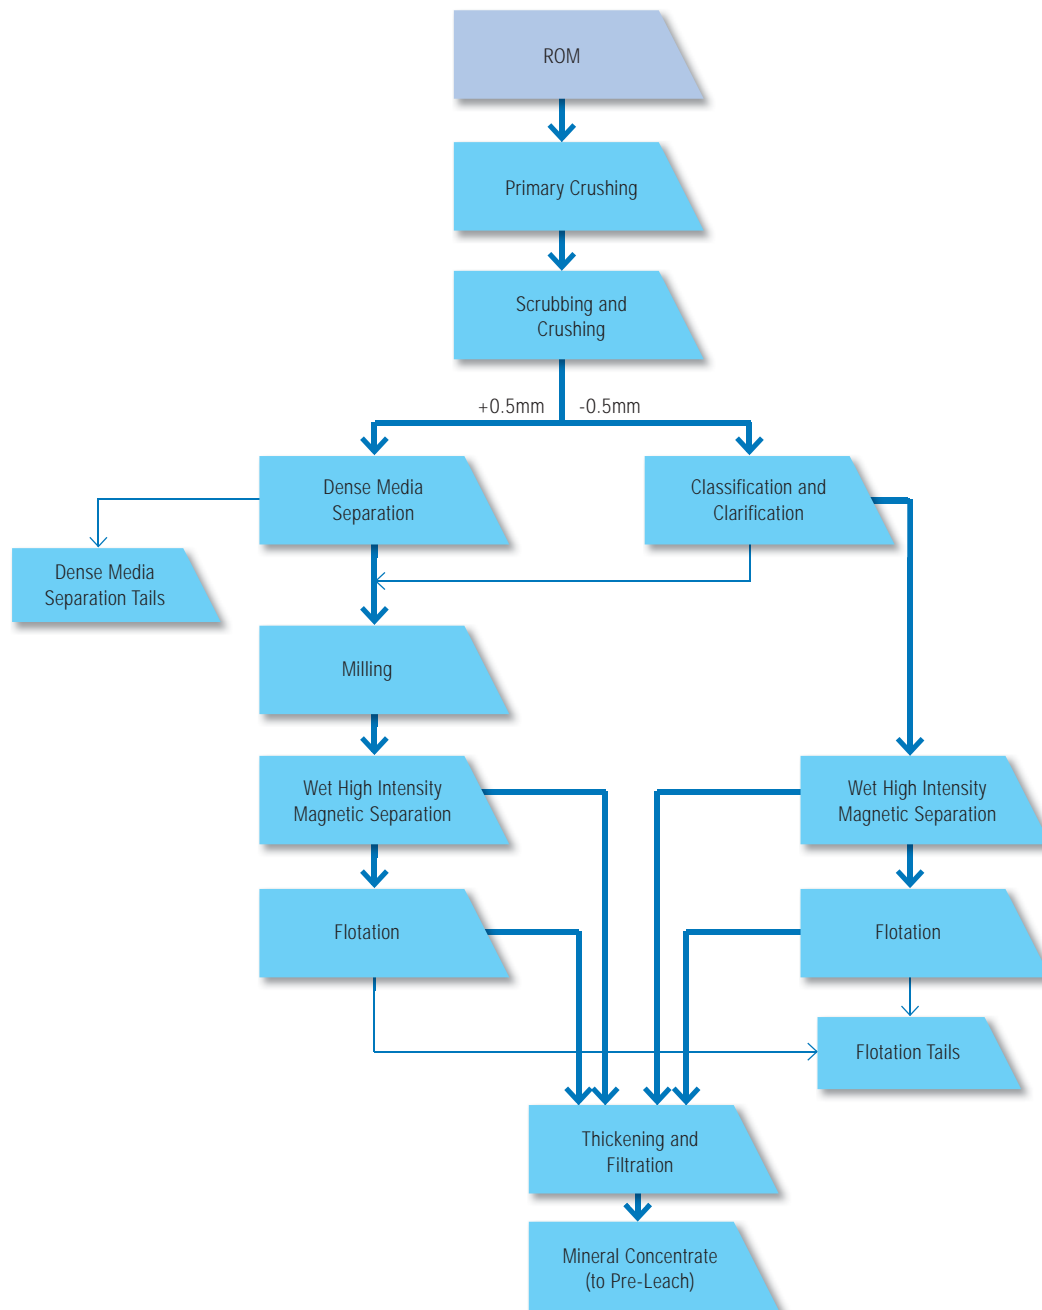 ROM
Primary Crushing
Scrubbing and
Crushing
+0.5mm
-0.5mm
Dense Media
Separation
Classification and
Clarification
Dense Media
Separation Tails
Milling
Wet High Intensity
Magnetic Separation
Wet High Intensity
Magnetic Separation
Flotation
Flotation
Flotation Tails
Thickening and
Filtration
Mineral Concentrate
(to Pre-Leach)